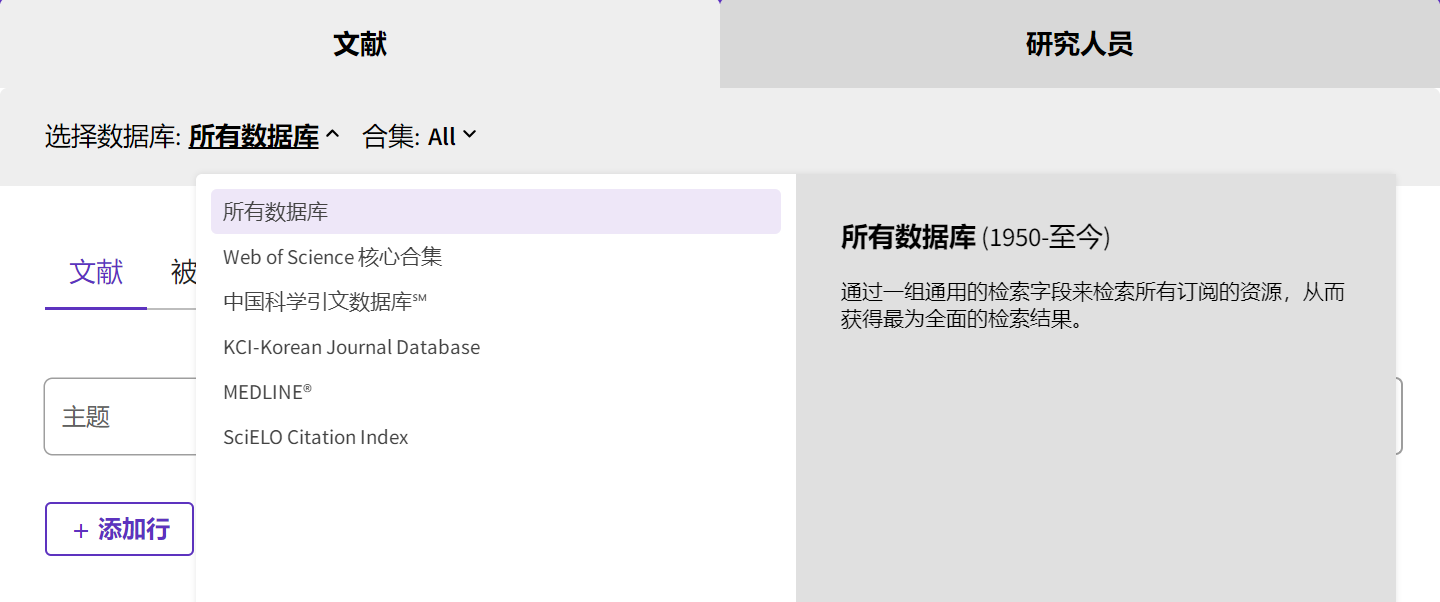 文献
研究人员
选择数据库: 所有数据库 合集: All
所有数据库
Web of Science 核心合集
中国科学引文数据库℠
KCI-Korean Journal Database
MEDLINE®
SciELO Citation Index
所有数据库 (1950-至今)
通过一组通用的检索字段来检索所有订阅的资源，从而
获得最为全面的检索结果。
文献 被
主题
+ 添加行